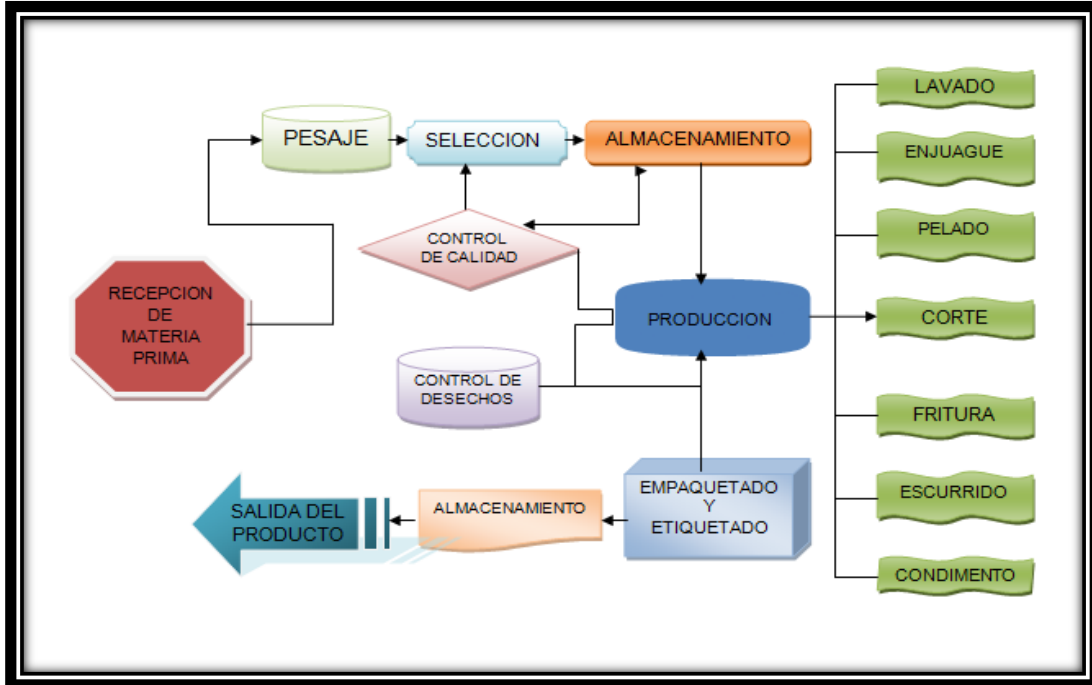 RECEPCION
DE
MATERIA
PRIMA
PESAJE
SELECCION
ALMACENAMIENTO
CONTROL
DE CALIDAD
PRODUCCION
CONTROL DE
DESECHOS
EMPAQUETADO
Y
ETIQUETADO
ALMACENAMIENTO
SALIDA DEL
PRODUCTO
LAVADO
ENJUAGUE
PELADO
CORTE
FRITURA
ESCURRIDO
CONDIMENTO